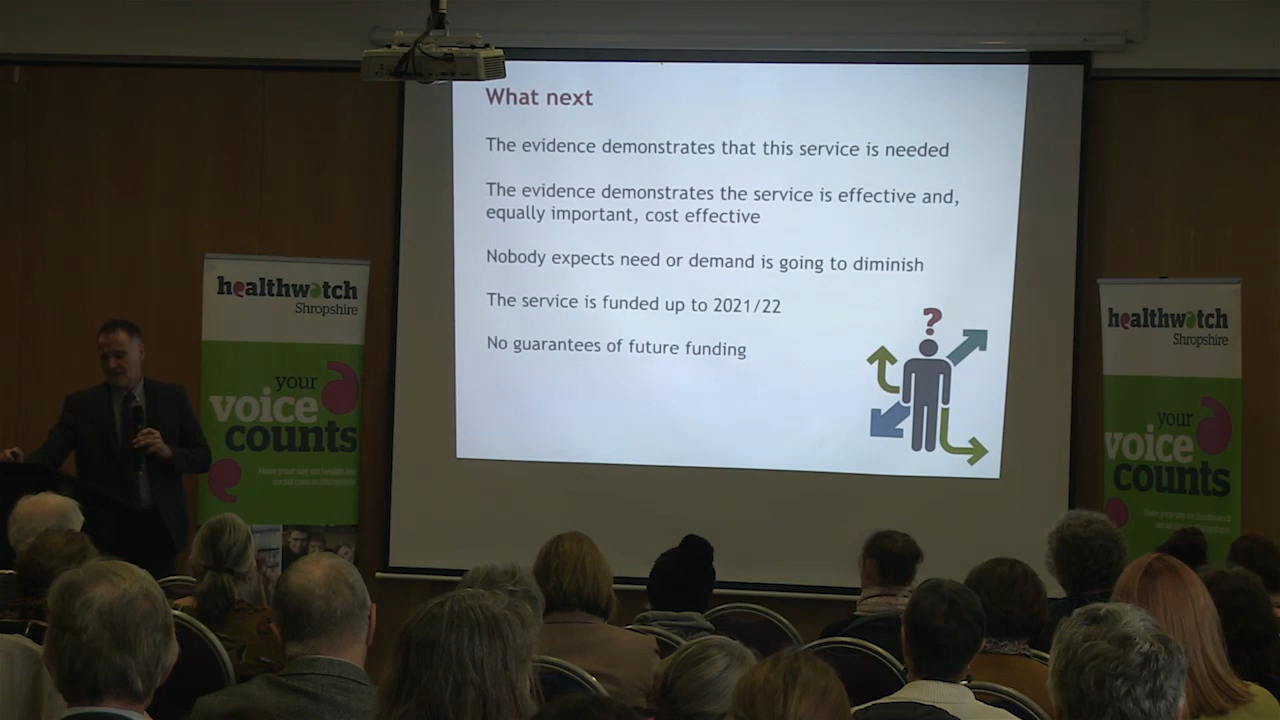 What next
The evidence demonstrates that this service is needed
The evidence demonstrates the service is effective and,
equally important, cost effective
Nobody expects need or demand is going to diminish
The service is funded up to 2021/22
No guarantees of future funding
?
healthwatch
Shropshire
your
voice
counts
healthwatch
Shropshire
your
voice
counts